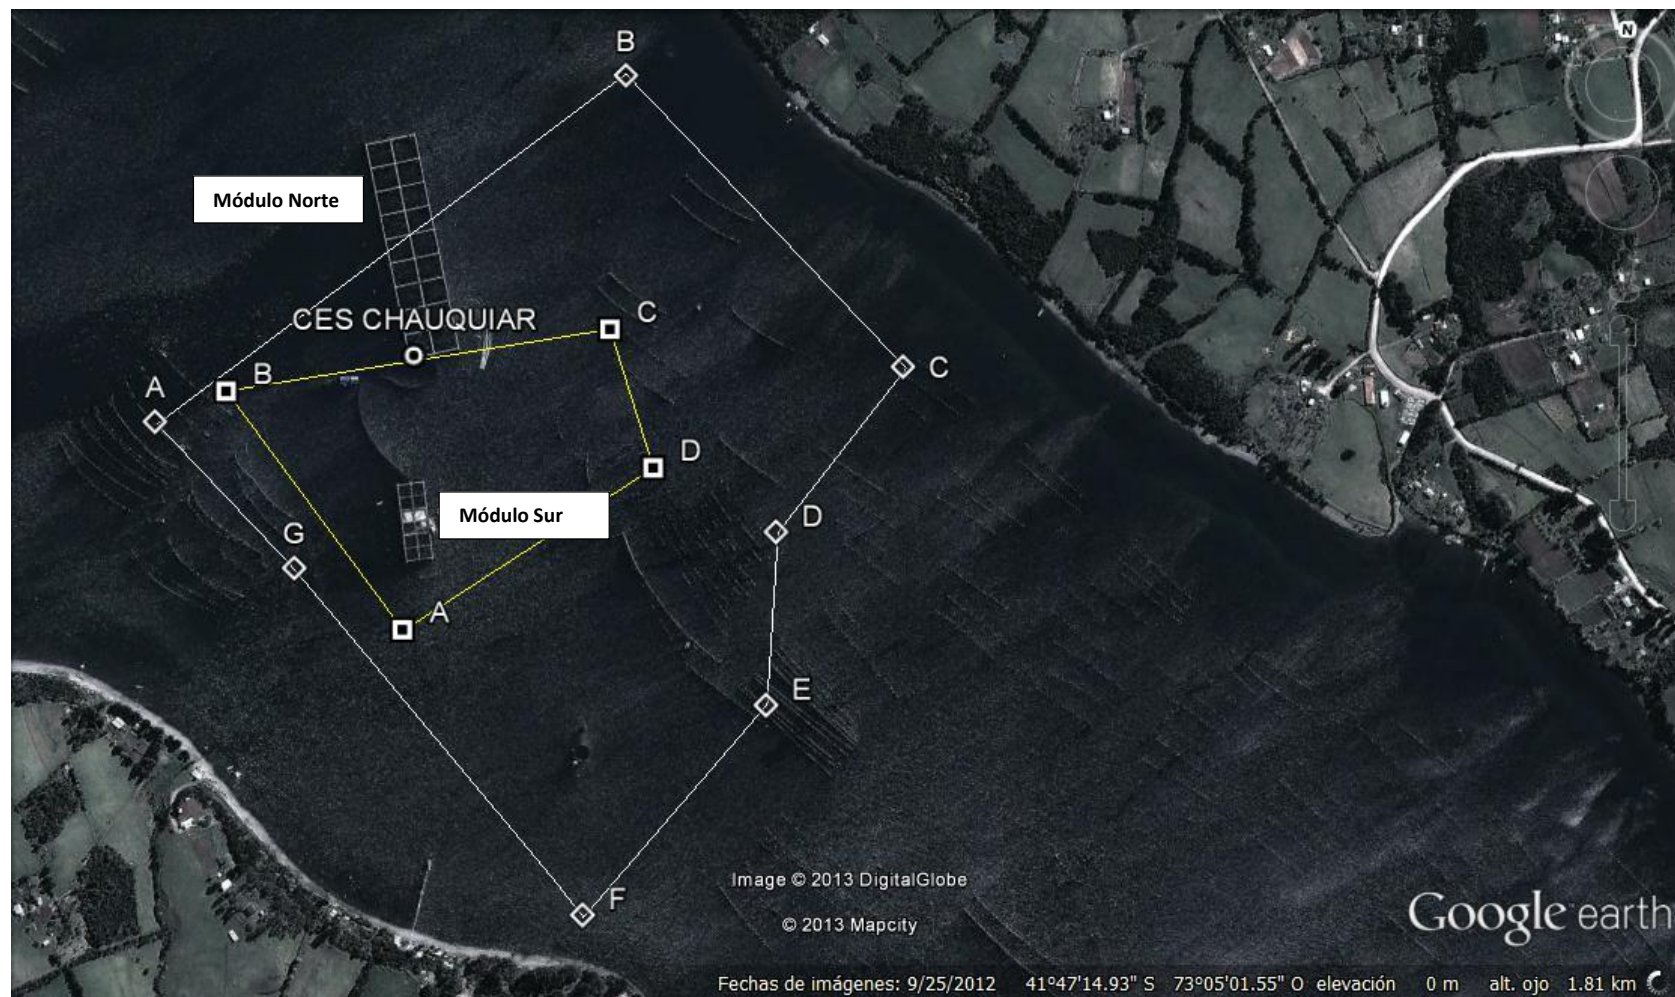 B
N
Módulo Norte
CES CHAUQUIAR
C
B
A
C
D
Módulo Sur
D
G
A
E
F
Image © 2013 DigitalGlobe
© 2013 Mapcity
Google earth
Fechas de imágenes: 9/25/2012 41°47'14.93" S 73°05'01.55" O elevación 0 m alt. ojo 1.81 km